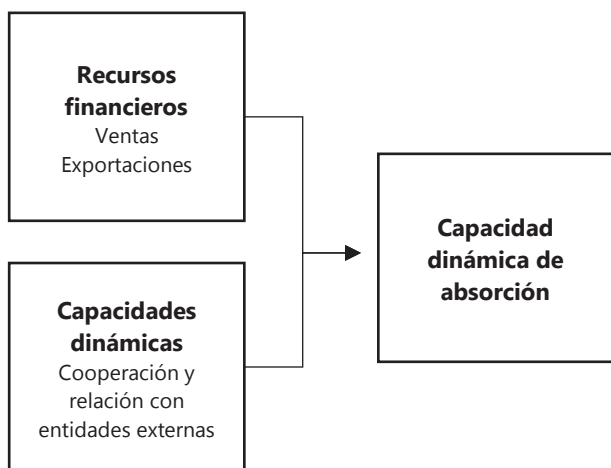 Recursos
financieros
Ventas
Exportaciones
Capacidades
dinámicas
Cooperación y
relación con
entidades externas
Capacidad
dinámica de
absorción